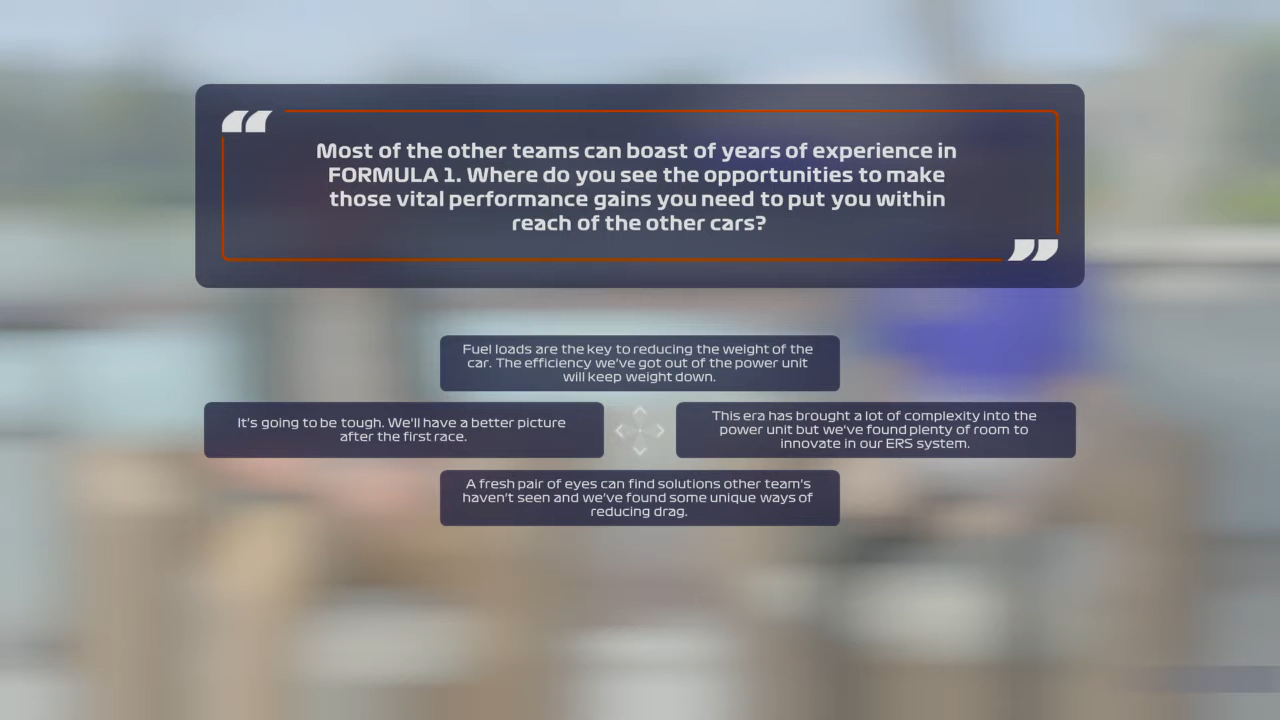 Most of the other teams can boast of years of experience in
FORMULA 1. Where do you see the opportunities to make
those vital performance gains you need to put you within
reach of the other cars?
Fuel loads are the key to reducing the weight of the
car. The efficiency we've got out of the power unit
will keep weight down.
It's going to be tough. We'll have a better picture
after the first race.
This era has brought a lot of complexity into the
power unit but we've found plenty of room to
innovate in our ERS system.
A fresh pair of eyes can find solutions other team's
haven't seen and we've found some unique ways of
reducing drag.